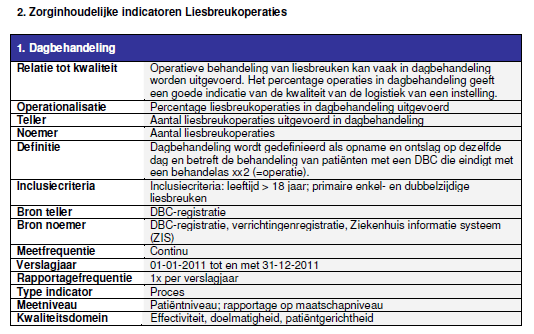 2. Zorginhoudelijke indicatoren Liesbreukoperaties
1. Dagbehandeling
Relatie tot kwaliteit Operatieve behandeling van liesbreuken kan vaak in dagbehandeling
worden uitgevoerd. Het percentage operaties in dagbehandeling geeft
een goede indicatie van de kwaliteit van de logistiek van een instelling.
Operationalisatie Percentage liesbreukoperaties in dagbehandeling uitgevoerd
Teller Aantal liesbreukoperaties uitgevoerd in dagbehandeling
Noemer Aantal liesbreukoperaties
Definitie Dagbehandeling wordt gedefinieerd als opname en ontslag op dezelfde
dag en betreft de behandeling van patiënten met een DBC die eindigt met
een behandelas xx2 (=operatie).
Inclusiecriteria Inclusiecriteria: leeftijd > 18 jaar; primaire enkel- en dubbelzijdige
liesbreuken
Bron teller DBC-registratie
Bron noemer DBC-registratie, verrichtingenregistratie, Ziekenhuis informatie systeem
(ZIS)
Meetfrequentie Continu
Verslagjaar 01-01-2011 tot en met 31-12-2011
Rapportagefrequentie 1x per verslagjaar
Type indicator Proces
Meetniveau Patiëntniveau; rapportage op maatschapniveau
Kwaliteitsdomein Effectiviteit, doelmatigheid, patiëntgerichtheid